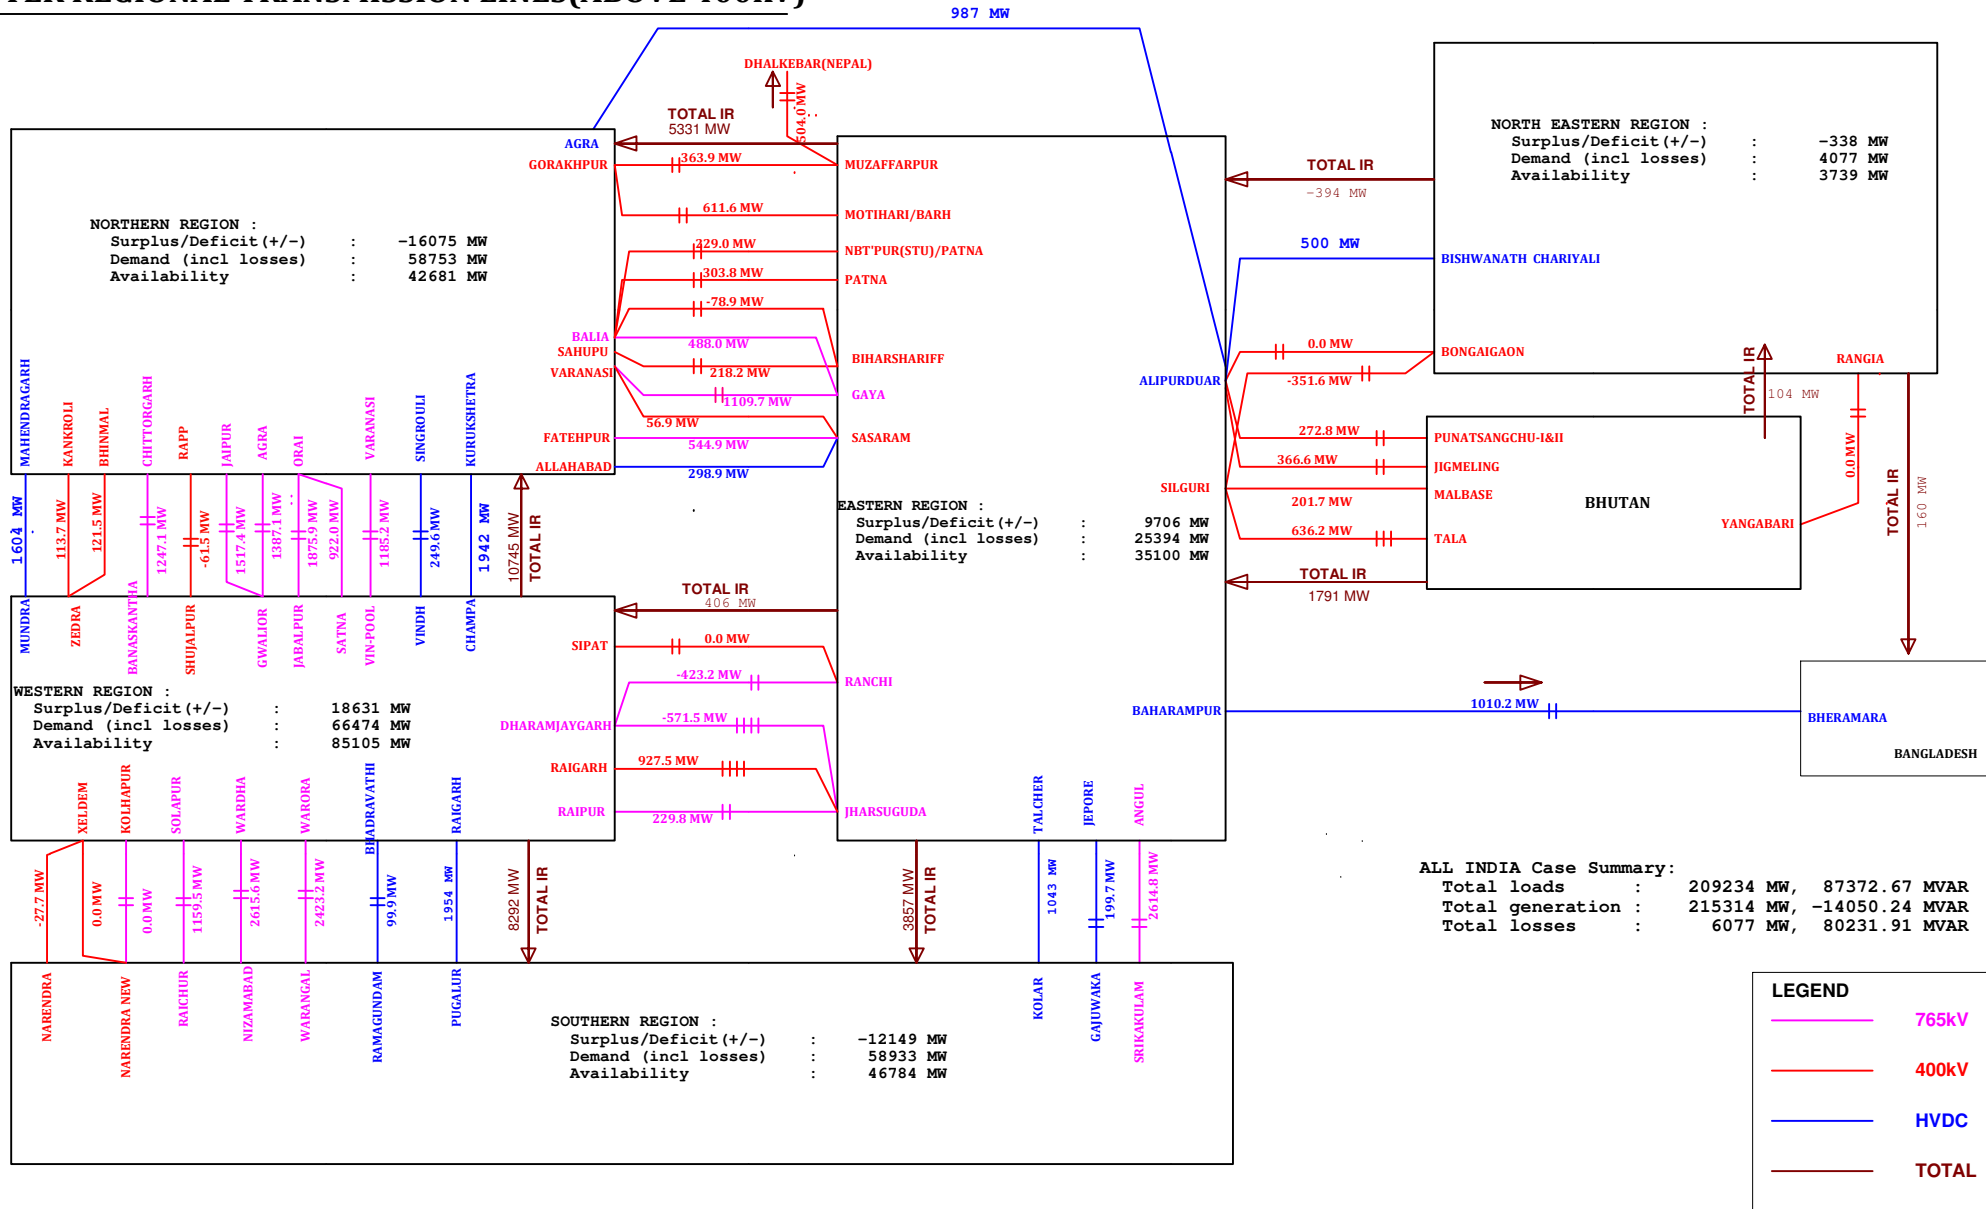 987 MW
DHALKEBAR(NEPAL)
504.0 MW
TOTAL IR
5331 MW
AGRA
GORAKHPUR
363.9 MW
MUZAFFARPUR
611.6 MW
MOTIHARI/BARH
229.0 MW
NBT'PUR(STU)/PATNA
303.8 MW
PATNA
-78.9 MW
BALIA
488.0 MW
SAHUPU
BIHARSHARIFF
218.2 MW
VARANASI
GAYA
1109.7 MW
56.9 MW
FATEHPUR
SASARAM
544.9 MW
ALLAHABAD
298.9 MW
NORTHERN REGION :
Surplus/Deficit(+/-) : -16075 MW
Demand (incl losses) : 58753 MW
Availability : 42681 MW
MAHENDRAGARH
KANKROLI
BHINMAL
CHITTORGARH
RAPP
JAIPUR
AGRA
ORAI
VARANASI
SINGROULI
KURUKSHETRA
1604 MW
113.7 MW
121.5 MW
1247.1 MW
-61.5 MW
1517.4 MW
1387.1 MW
1875.9 MW
922.0 MW
1185.2 MW
249.6 MW
1942 MW
10745 MW
TOTAL IR
MUNDRA
ZEDRA
BANASKANTHA
SHUJALPUR
GWALIOR
JABALPUR
SATNA
VIN-POOL
VINDH
CHAMPA
NORTH EASTERN REGION :
Surplus/Deficit(+/-) : -338 MW
Demand (incl losses) : 4077 MW
Availability : 3739 MW
TOTAL IR
-394 MW
500 MW
BISHWANATH CHARIYALI
0.0 MW
BONGAIGAON
-351.6 MW
ALIPURDUAR
RANGIA
TOTAL IR
104 MW
272.8 MW
PUNATSANGCHU-I&II
366.6 MW
JIGMELING
SILGURI
MALBASE
201.7 MW
636.2 MW
TALA
BHUTAN
YANGABARI
0.0 MW
TOTAL IR
160 MW
TOTAL IR
1791 MW
EASTERN REGION :
Surplus/Deficit(+/-) : 9706 MW
Demand (incl losses) : 25394 MW
Availability : 35100 MW
TOTAL IR
406 MW
SIPAT
0.0 MW
-423.2 MW
RANCHI
DHARAMJAYGARH
-571.5 MW
RAIGARH
927.5 MW
RAIPUR
229.8 MW
JHARSUGUDA
BAHARAMPUR
1010.2 MW
BHERAMARA
BANGLADESH
WESTERN REGION :
Surplus/Deficit(+/-) : 18631 MW
Demand (incl losses) : 66474 MW
Availability : 85105 MW
XELDEM
KOLHAPUR
SOLAPUR
WARDHA
WARORA
BHADRAVATHI
RAIGARH
TALCHER
JEPORE
ANGUL
-27.7 MW
0.0 MW
0.0 MW
1159.5 MW
2615.6 MW
2423.2 MW
99.9 MW
1954 MW
8292 MW
TOTAL IR
3857 MW
TOTAL IR
1043 MW
199.7 MW
2614.8 MW
NARENDRA
NARENDRA NEW
RAICHUR
NIZAMABAD
WARANGAL
RAMAGUNDAM
PUGALUR
KOLAR
GAJUWAKA
SRIKAKULAM
SOUTHERN REGION :
Surplus/Deficit(+/-) : -12149 MW
Demand (incl losses) : 58933 MW
Availability : 46784 MW
ALL INDIA Case Summary:
Total loads : 209234 MW, 87372.67 MVAR
Total generation : 215314 MW, -14050.24 MVAR
Total losses : 6077 MW, 80231.91 MVAR
LEGEND
765kV
400kV
HVDC
TOTAL